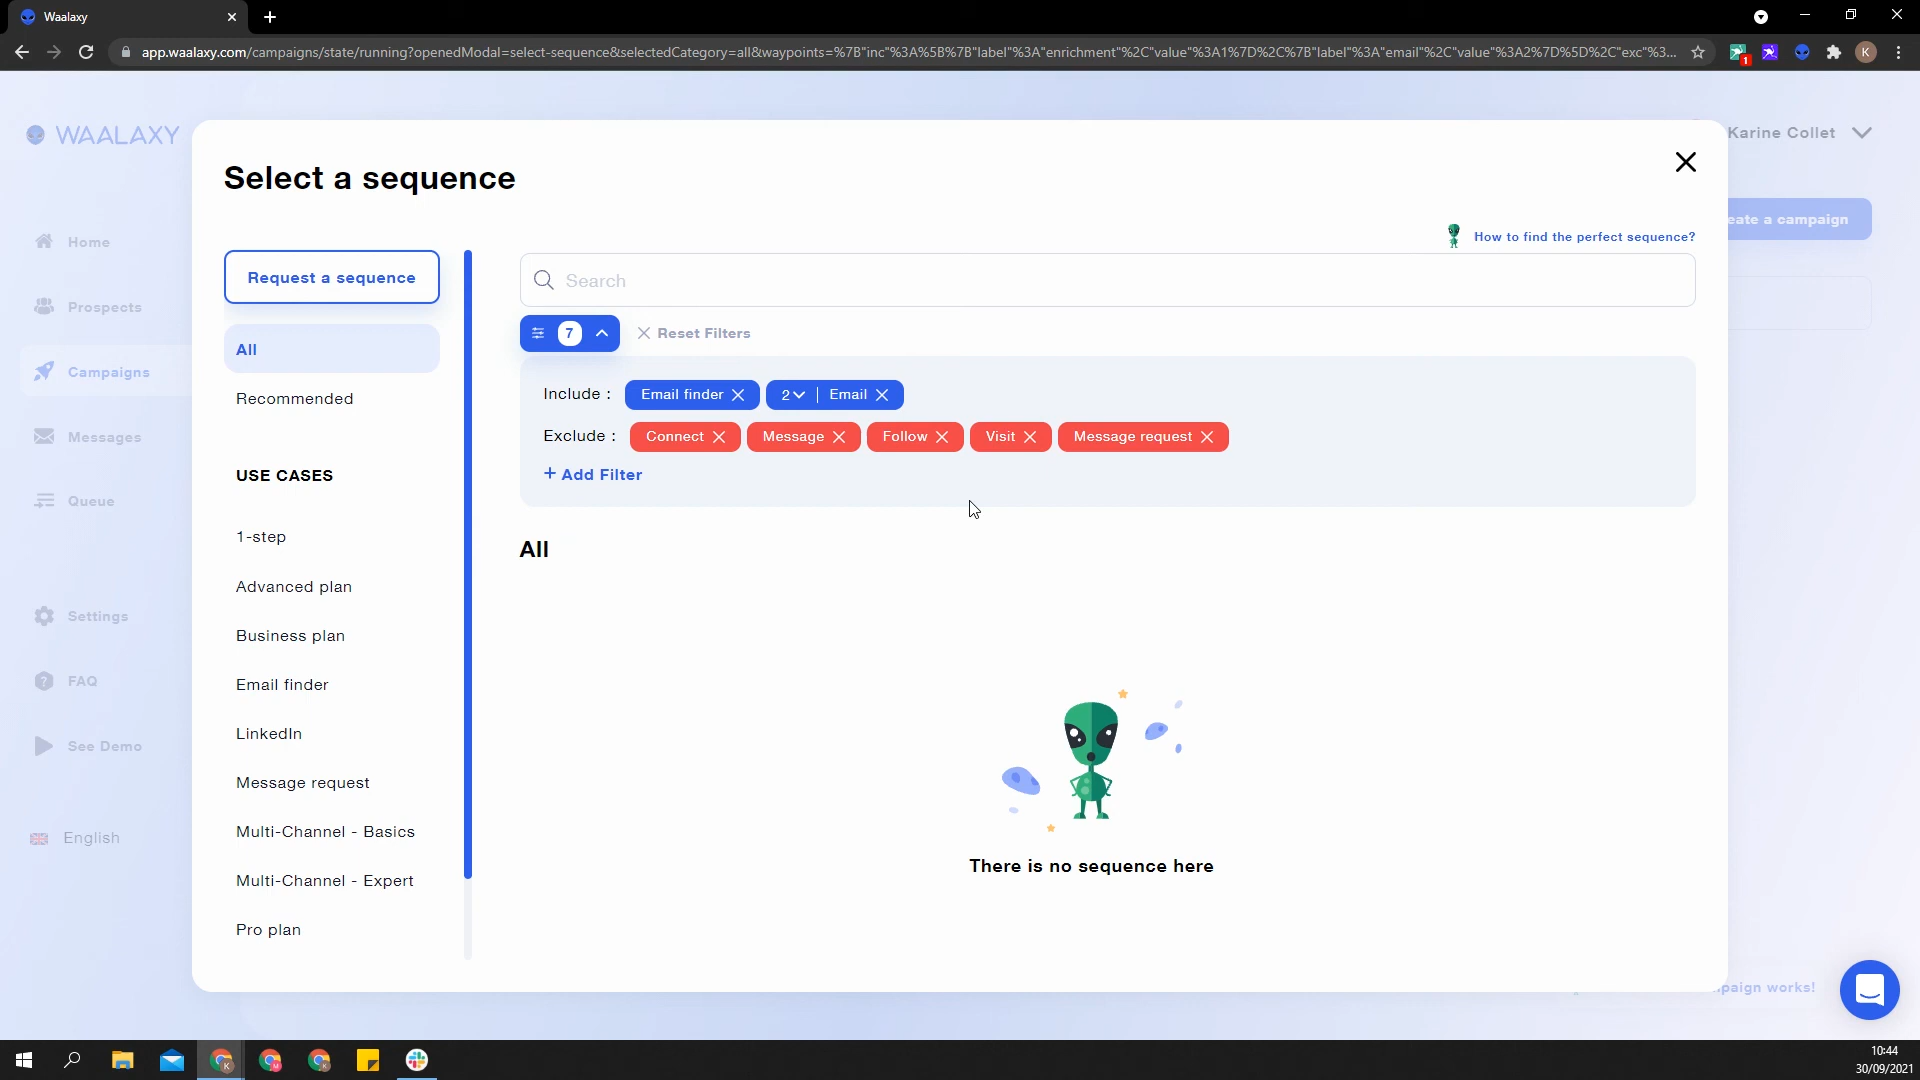 Waalaxy
app.waalaxy.com/campaigns/state/running?openedModal=select-sequence&selectedCategory=all&waypoints=%7B"inc"%3A%5B%7B"label"%3A"enrichment"%2C"value"%3A1%7D%2C%7B"label"%3A"email"%2C"value"%3A2%7D%5D%2C"exc"%3...
1
K
WAALAXY
Karine Collet
Select a sequence
eate a campaign
How to find the perfect sequence?
Home
Prospects
Campaigns
Messages
Queue
Settings
FAQ
See Demo
English
Request a sequence
All
Recommended
USE CASES
1-step
Advanced plan
Business plan
Email finder
LinkedIn
Message request
Multi-Channel - Basics
Multi-Channel - Expert
Pro plan
Search
7
Reset Filters
Include : Email finder 2 | Email
Exclude : Connect Message Follow Visit Message request
+ Add Filter
All
There is no sequence here
paign works!
10:44
30/09/2021